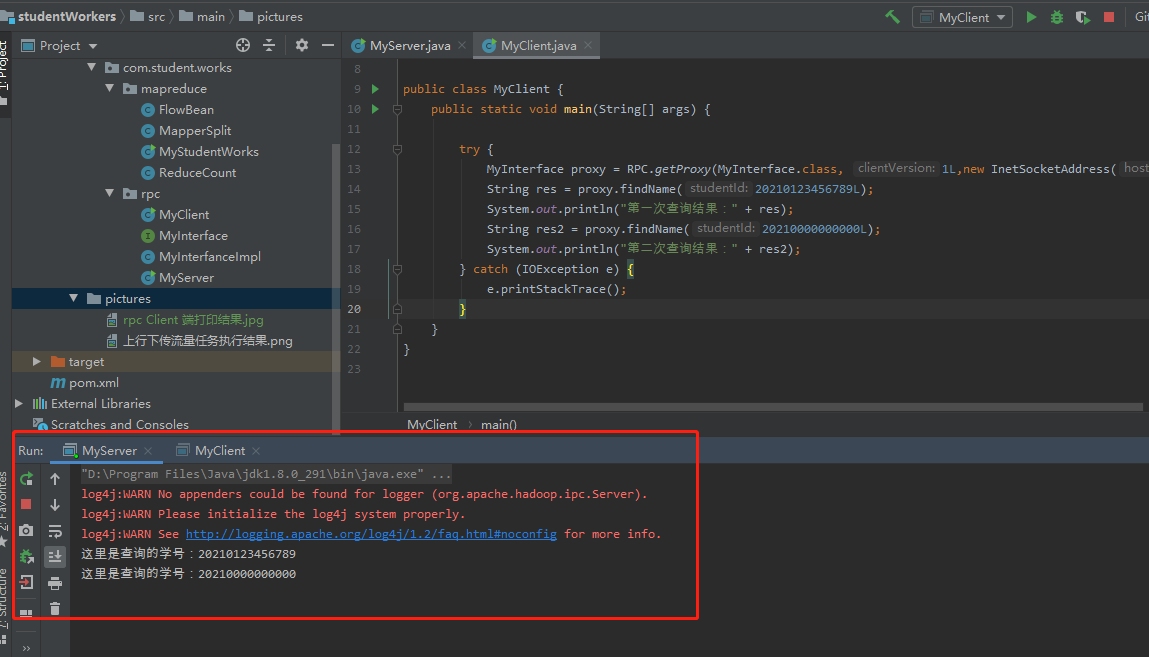 studentWorkers src main pictures MyClient Git
Project MyServer.java MyClient.java
1: Project
com.student.works
mapreduce
FlowBean
MapperSplit
MyStudentWorks
ReduceCount
rpc
MyClient
MyInterface
MyInterfanceImpl
MyServer
pictures
rpc Client 端打印结果.jpg
上行下传流量任务执行结果.png
target
pom.xml
External Libraries
Scratches and Consoles
8
9 public class MyClient {
10 public static void main(String[] args) {
11
12 try {
13 MyInterface proxy = RPC.getProxy(MyInterface.class, clientVersion: 1L,new InetSocketAddress( host
14 String res = proxy.findName( studentId: 20210123456789L);
15 System.out.println("第一次查询结果：" + res);
16 String res2 = proxy.findName( studentId: 20210000000000L);
17 System.out.println("第二次查询结果：" + res2);
18 } catch (IOException e) {
19 e.printStackTrace();
20 }
21 }
22 }
23
MyClient main()
Run: MyServer MyClient
"D:\Program Files\Java\jdk1.8.0_291\bin\java.exe" ...
log4j:WARN No appenders could be found for logger (org.apache.hadoop.ipc.Server).
log4j:WARN Please initialize the log4j system properly.
log4j:WARN See http://logging.apache.org/log4j/1.2/faq.html#noconfig for more info.
这里是查询的学号：20210123456789
这里是查询的学号：20210000000000
2: Favorites
Z: Structure